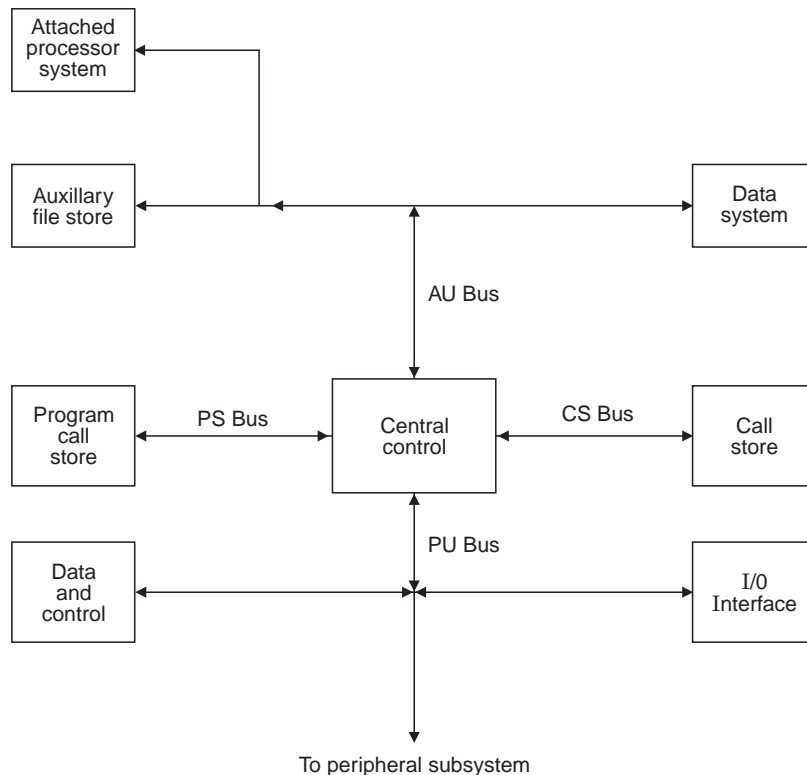 Attached
processor
system
Auxillary
file store
Data
system
AU Bus
Program
call
store
PS Bus
Central
control
CS Bus
Call
store
PU Bus
Data
and
control
I/0
Interface
To peripheral subsystem